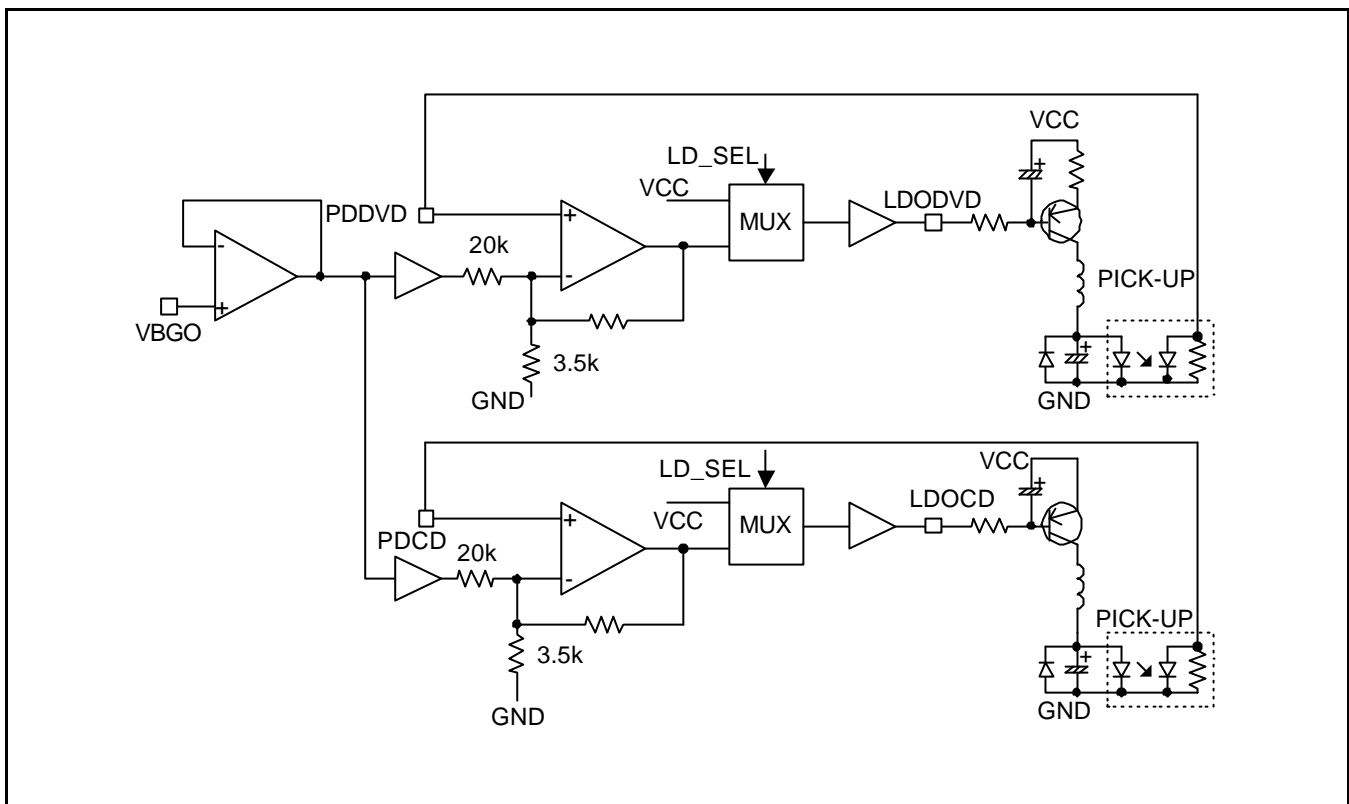 VCC
LD_SEL
VCC
PDDVD
MUX
LDODVD
+
20k
-
-
+
VBGO
PICK-UP
3.5k
+
+
GND
GND
LD_SEL
VCC
VCC
MUX
LDOCD
+
PDCD
20k
-
+
PICK-UP
3.5k
+
GND
GND